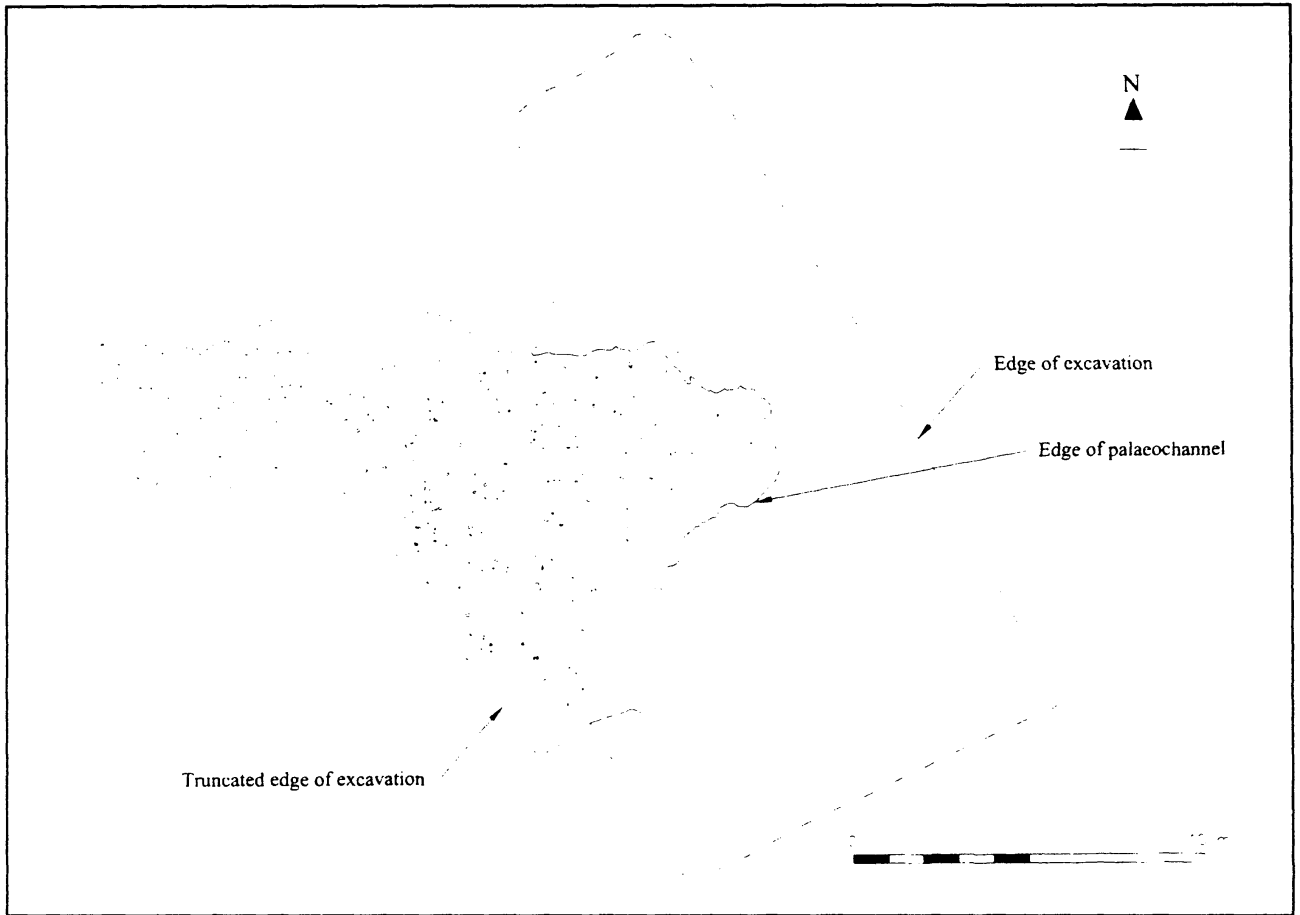 N
Edge of excavation
Edge of palaeochannel
Truncated edge of excavation